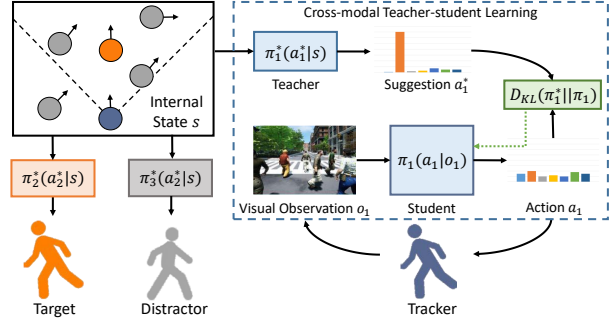 Cross-modal Teacher-student Learning
Internal
State s
π₁*(a₁*|s)
Teacher
Suggestion a₁*
D_KL(π₁*||π₁)
π₂*(a₂*|s)
π₃*(a₂*|s)
π₁(a₁|o₁)
Visual Observation o₁
Student
Action a₁
Target
Distractor
Tracker